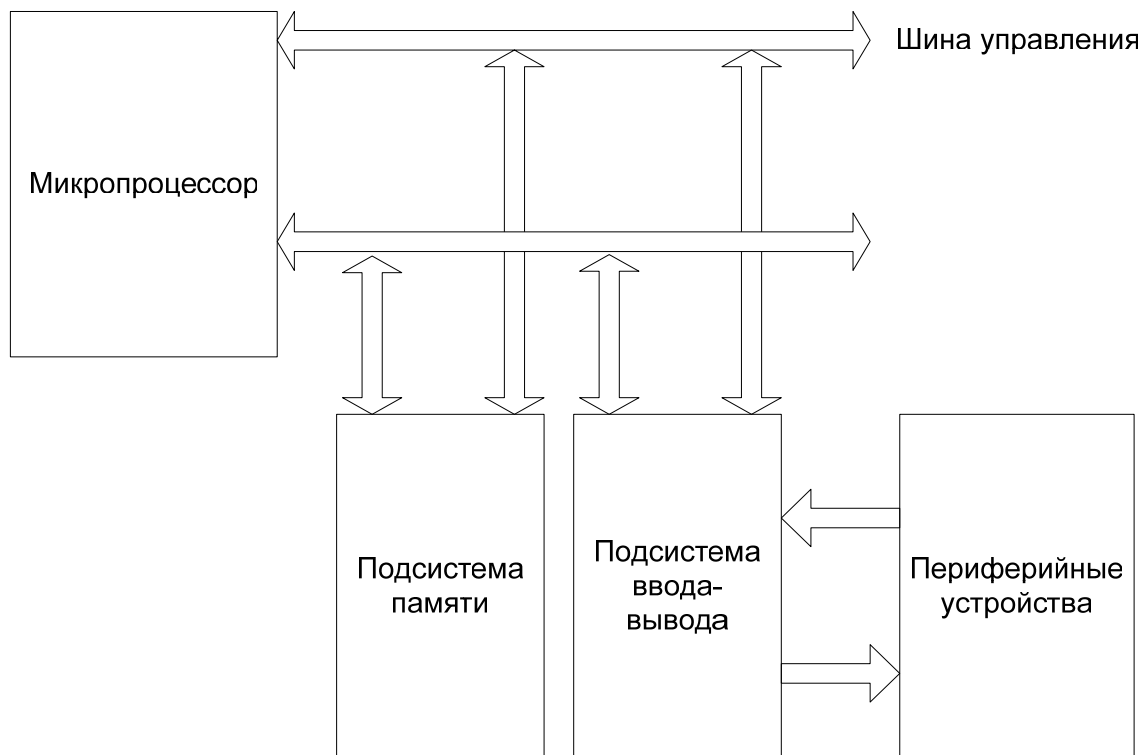 Шина управления
Микропроцессор
Подсистема
памяти
Подсистема
ввода-
вывода
Периферийные
устройства